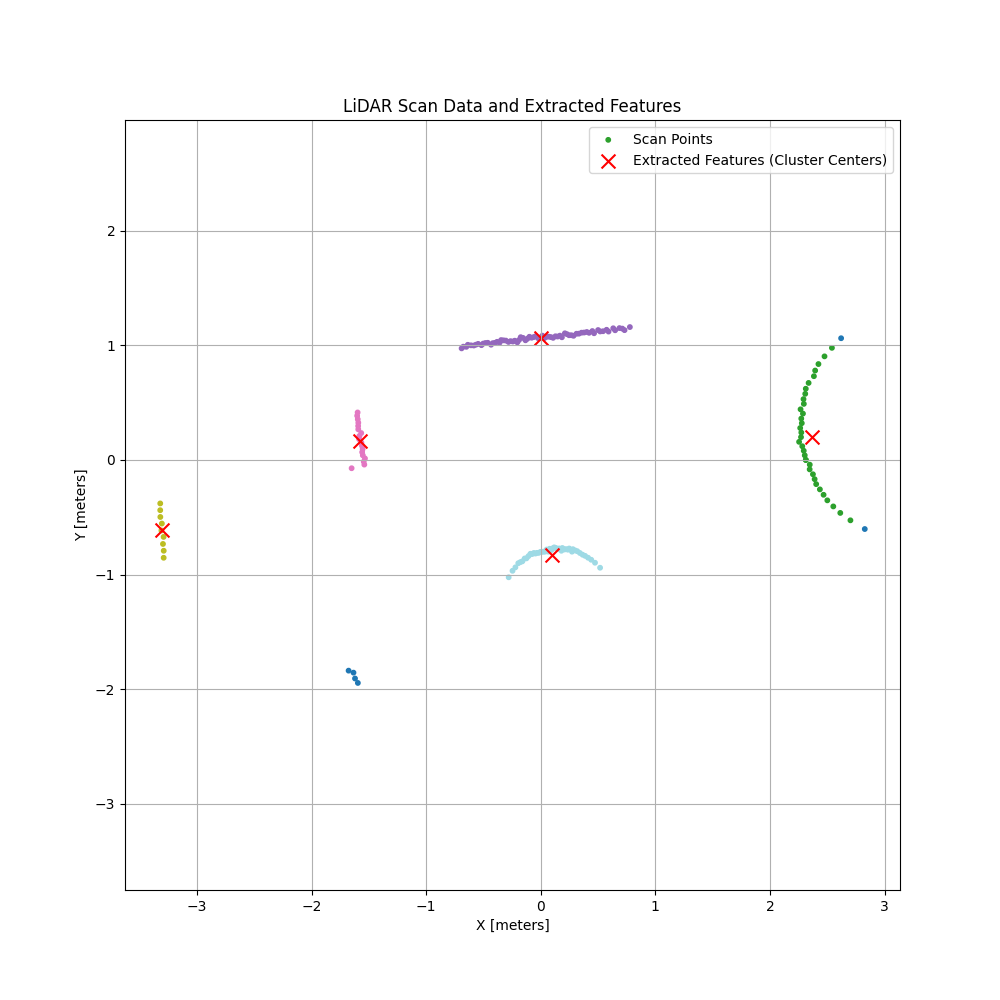 LiDAR Scan Data and Extracted Features
Scan Points
Extracted Features (Cluster Centers)
2
1
0
−1
−2
−3
Y [meters]
−3 −2 −1 0 1 2 3
X [meters]